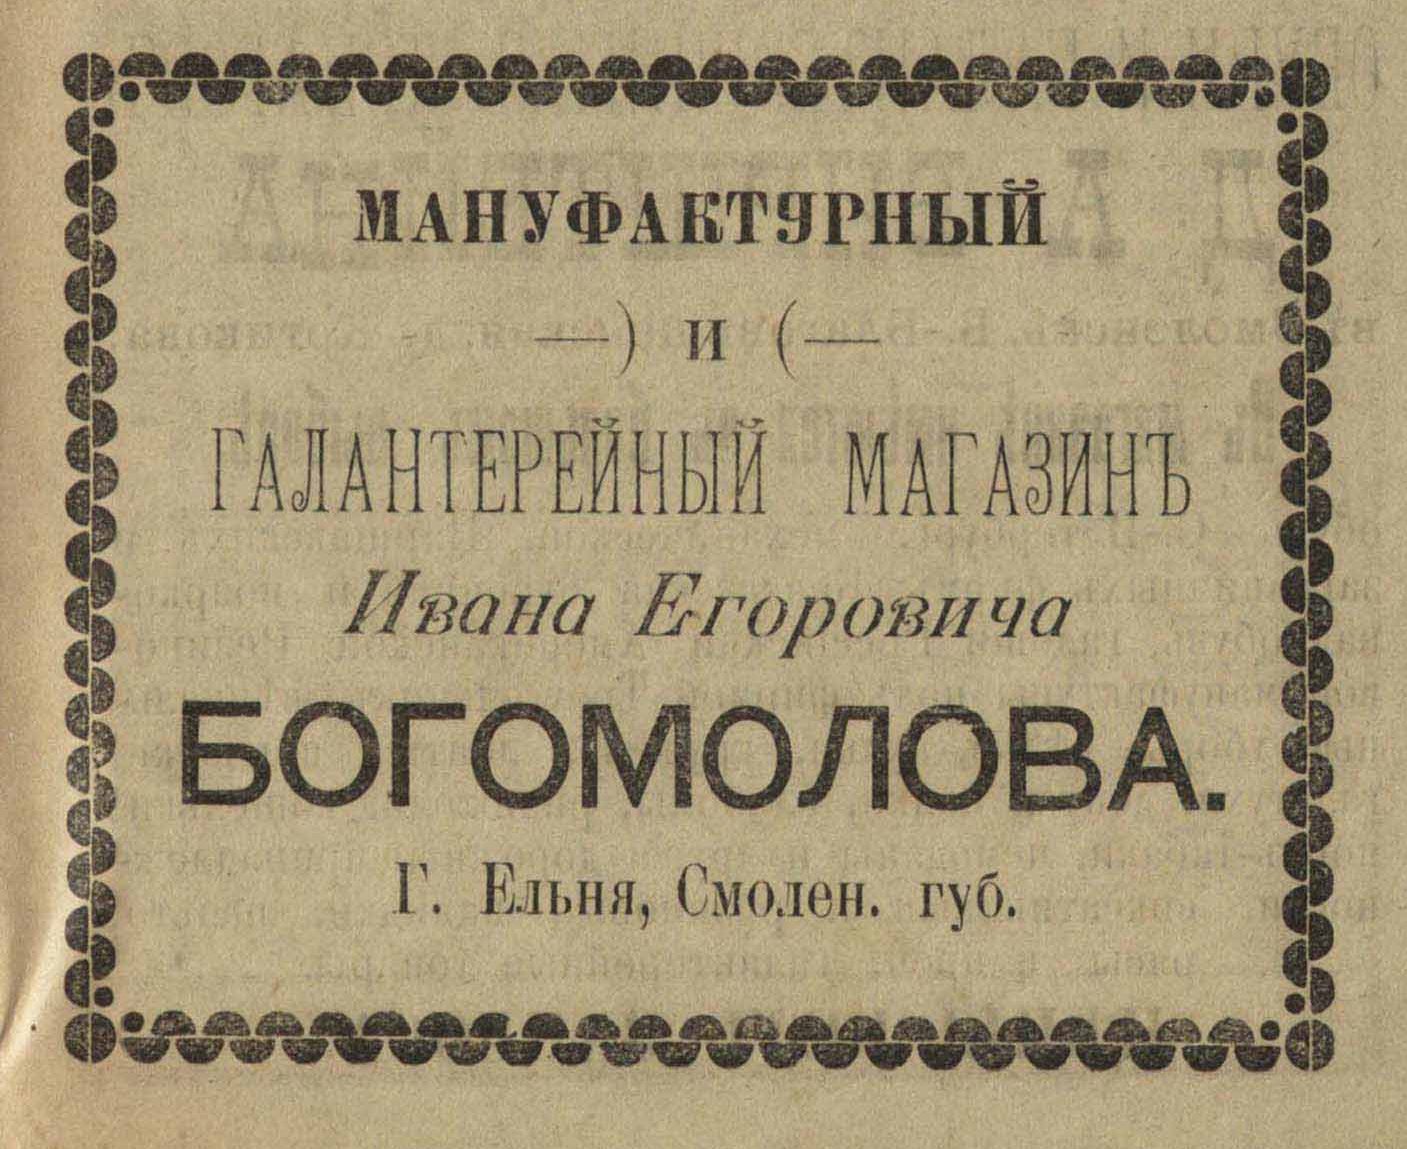 МАНУФАКТУРНЫЙ
—) и (—
ГАЛАНТЕРЕЙНЫЙ МАГАЗИНЪ
Ивана Егоровича
БОГОМОЛОВА.
Г. Ельня, Смолен. губ.